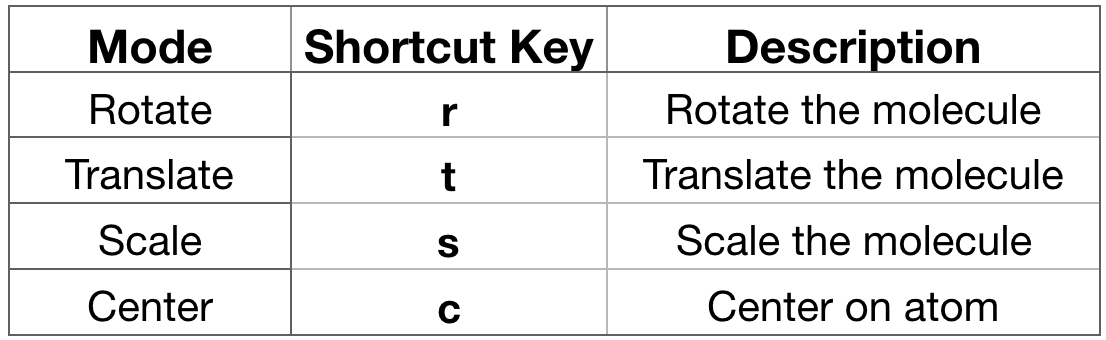 Mode Shortcut Key Description
Rotate r Rotate the molecule
Translate t Translate the molecule
Scale s Scale the molecule
Center c Center on atom